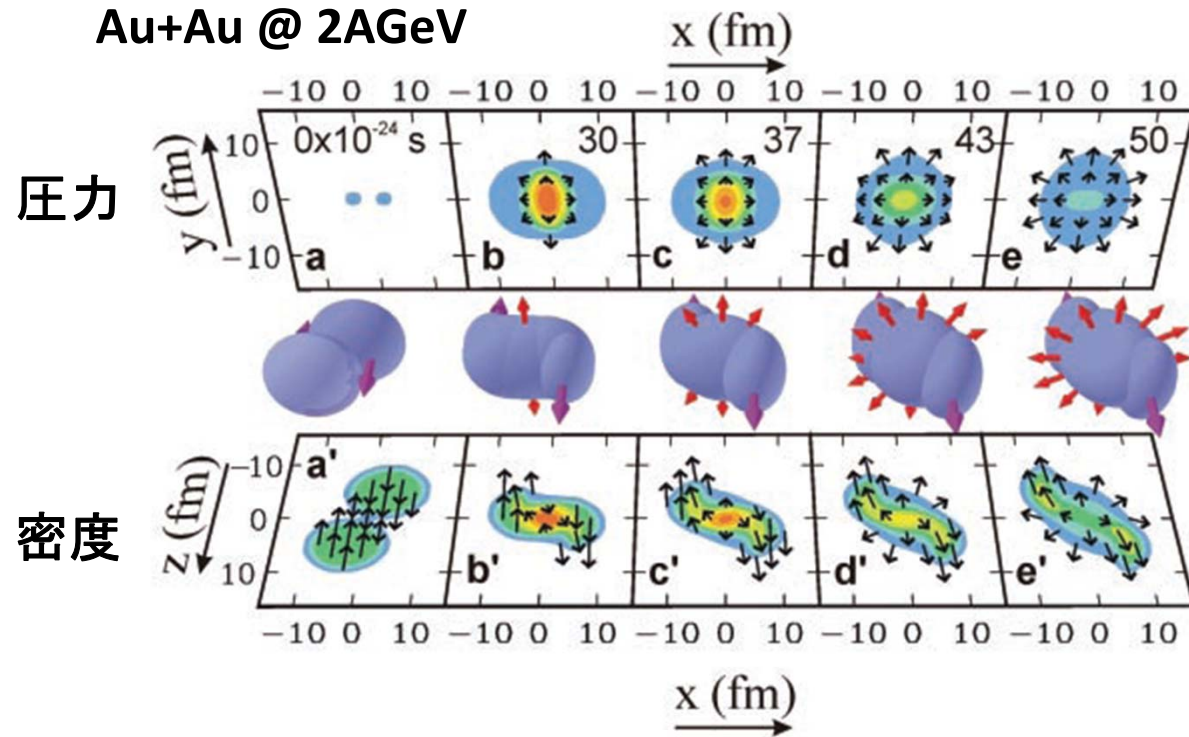 Au+Au @ 2AGeV
x (fm)
−10 0 10 −10 0 10 −10 0 10 −10 0 10 −10 0 10
圧力
y (fm)
10
0
−10
0x10⁻²⁴ s
30
37
43
50
a
b
c
d
e
密度
z (fm)
−10
0
10
a'
b'
c'
d'
e'
−10 0 10 −10 0 10 −10 0 10 −10 0 10 −10 0 10
x (fm)